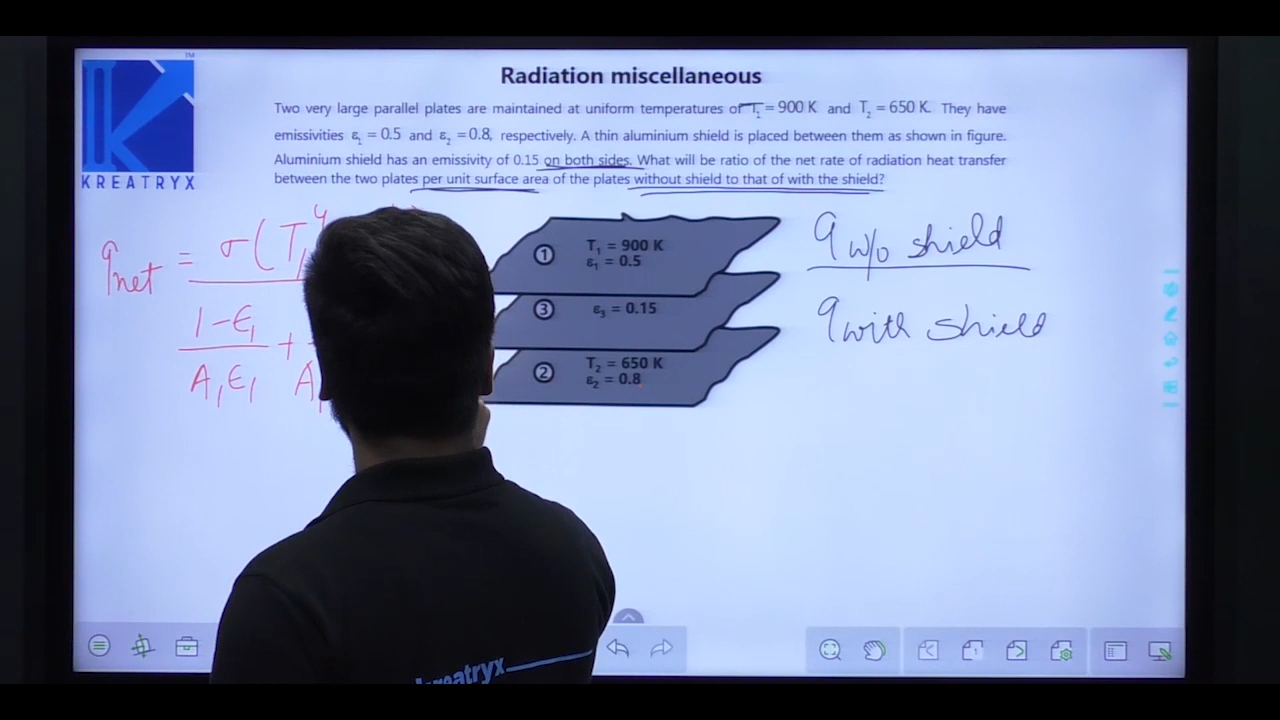 ™
KREATRYX
Radiation miscellaneous
Two very large parallel plates are maintained at uniform temperatures of T₁ = 900 K and T₂ = 650 K. They have
emissivities ε₁ = 0.5 and ε₂ = 0.8, respectively. A thin aluminium shield is placed between them as shown in figure.
Aluminium shield has an emissivity of 0.15 on both sides. What will be ratio of the net rate of radiation heat transfer
between the two plates per unit surface area of the plates without shield to that of with the shield?
q net = σ(T₁⁴
1-ε₁
A₁ε₁
+
A₁
① T₁ = 900 K
ε₁ = 0.5
③ ε₃ = 0.15
② T₂ = 650 K
ε₂ = 0.8
q w/o shield
q with shield
kreatryx